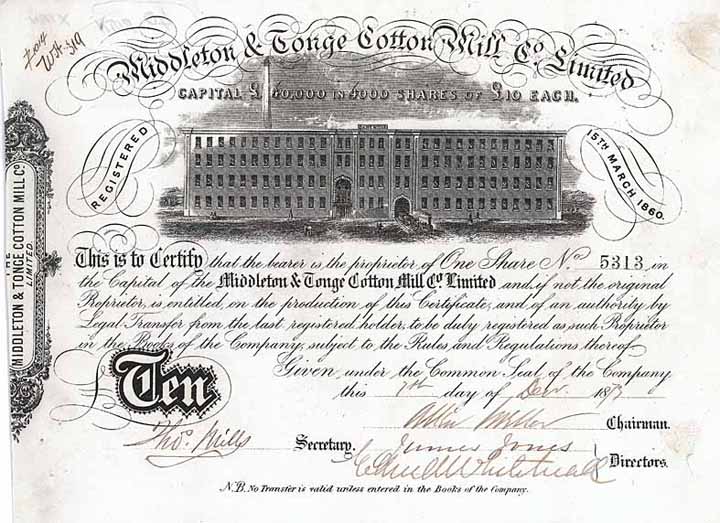 Middleton & Tonge Cotton Mill Co. Limited
CAPITAL £40,000 IN 4000 SHARES OF £10 EACH.
REGISTERED
15TH MARCH 1860.
THE
MIDDLETON & TONGE COTTON MILL CO.
LIMITED.
This is to Certify that the bearer is the proprietor of One Share No. 5313 in
the Capital of the Middleton & Tonge Cotton Mill Co. Limited and, if not the original
Proprietor, is entitled, on the production of this Certificate, and of an authority by
Legal Transfer from the last registered holder, to be duly registered as such Proprietor
in the Books of the Company, subject to the Rules and Regulations thereof
Given under the Common Seal of the Company
£ Ten
this day of Decr. 18
Chairman.
Thos. Mills Secretary. James Jones
Directors.
N.B. No Transfer is valid unless entered in the Books of the Company.